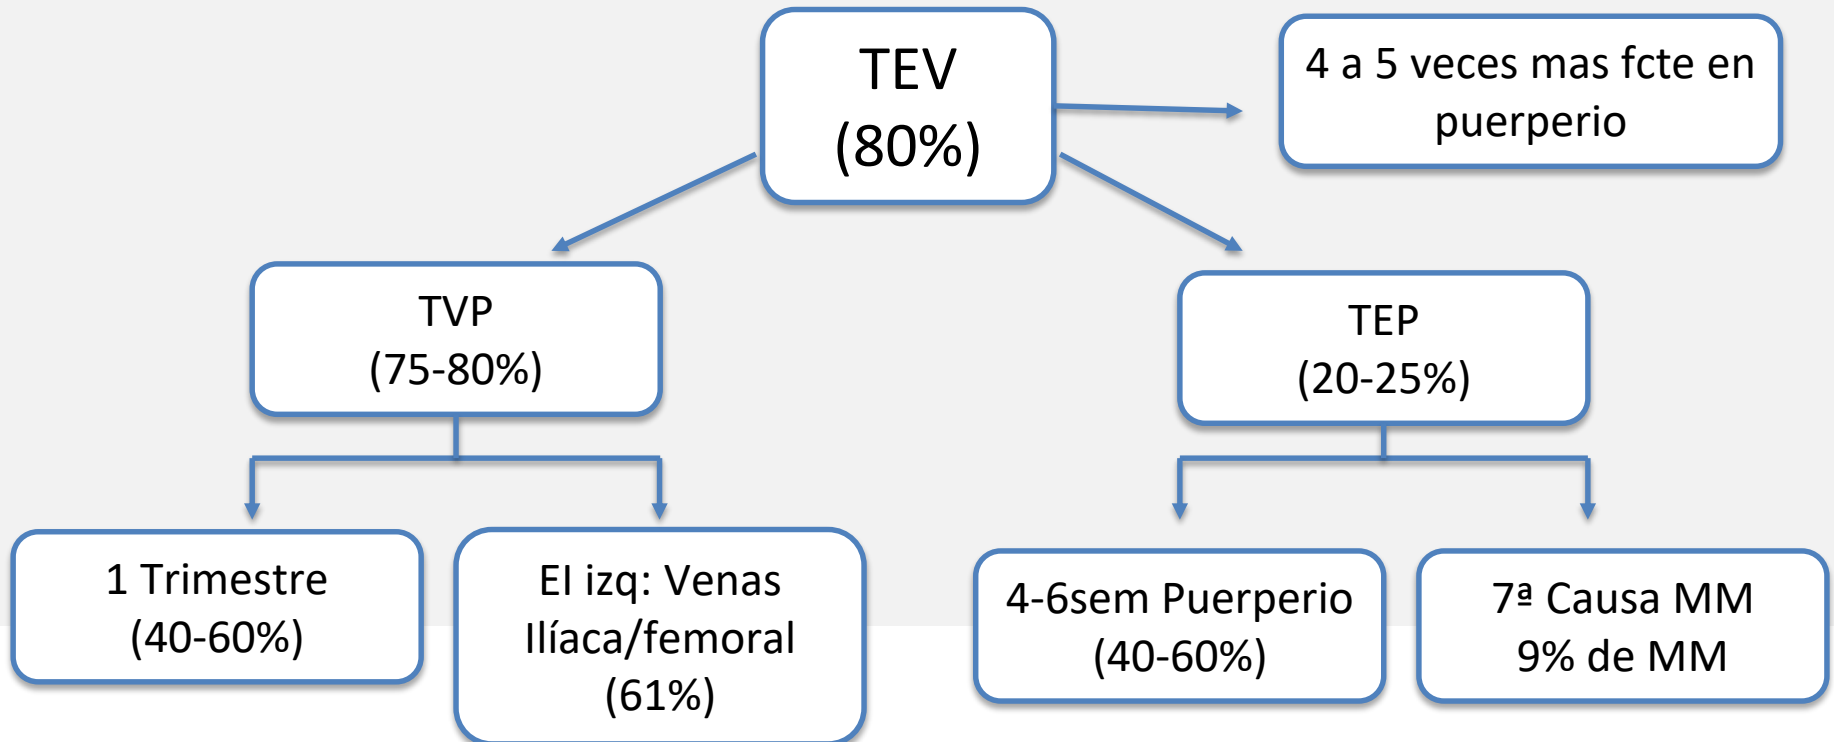 TEV
(80%)
4 a 5 veces mas fcte en
puerperio
TVP
(75-80%)
TEP
(20-25%)
1 Trimestre
(40-60%)
EI izq: Venas
Ilíaca/femoral
(61%)
4-6sem Puerperio
(40-60%)
7ª Causa MM
9% de MM